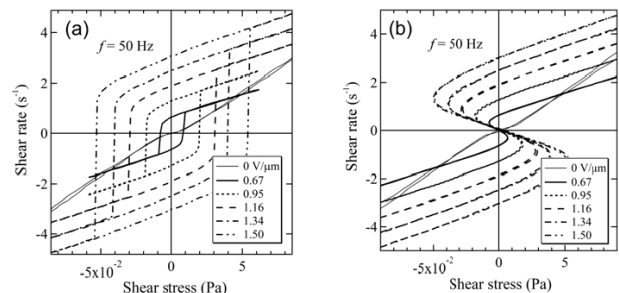 (a)
f = 50 Hz
Shear rate (s⁻¹)
4
2
0
-2
-4
0 V/μm
0.67
0.95
1.16
1.34
1.50
-5x10⁻²
0
5
Shear stress (Pa)
(b)
f = 50 Hz
Shear rate (s⁻¹)
4
2
0
-2
-4
0 V/μm
0.67
0.95
1.16
1.34
1.50
-5x10⁻²
0
5
Shear stress (Pa)